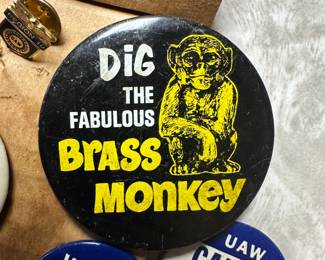 DiG
THE
FABULOUS
BRASS
MONKEY
UAW